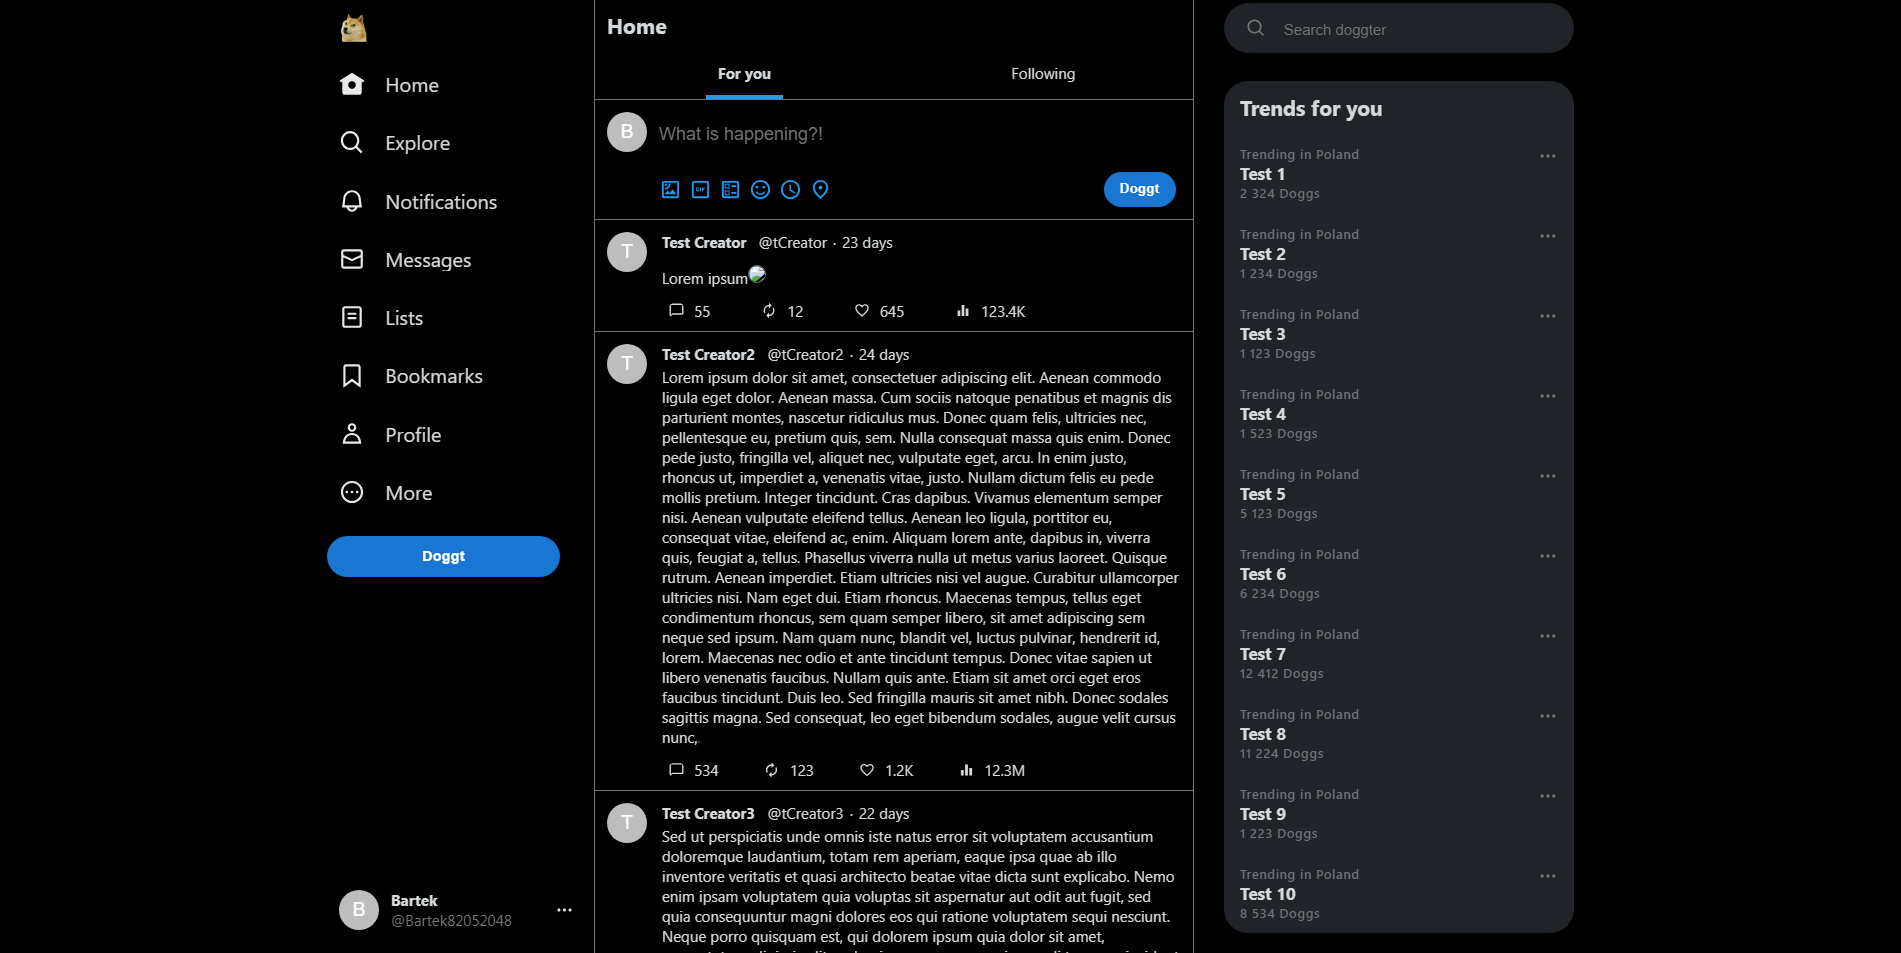 Home
Explore
Notifications
Messages
Lists
Bookmarks
Profile
More
Doggt
B
Bartek
@Bartek82052048
Home
For you
Following
B
What is happening?!
GIF
Doggt
T
Test Creator @tCreator · 23 days
Lorem ipsum
55 12 645 123.4K
T
Test Creator2 @tCreator2 · 24 days
Lorem ipsum dolor sit amet, consectetuer adipiscing elit. Aenean commodo
ligula eget dolor. Aenean massa. Cum sociis natoque penatibus et magnis dis
parturient montes, nascetur ridiculus mus. Donec quam felis, ultricies nec,
pellentesque eu, pretium quis, sem. Nulla consequat massa quis enim. Donec
pede justo, fringilla vel, aliquet nec, vulputate eget, arcu. In enim justo,
rhoncus ut, imperdiet a, venenatis vitae, justo. Nullam dictum felis eu pede
mollis pretium. Integer tincidunt. Cras dapibus. Vivamus elementum semper
nisi. Aenean vulputate eleifend tellus. Aenean leo ligula, porttitor eu,
consequat vitae, eleifend ac, enim. Aliquam lorem ante, dapibus in, viverra
quis, feugiat a, tellus. Phasellus viverra nulla ut metus varius laoreet. Quisque
rutrum. Aenean imperdiet. Etiam ultricies nisi vel augue. Curabitur ullamcorper
ultricies nisi. Nam eget dui. Etiam rhoncus. Maecenas tempus, tellus eget
condimentum rhoncus, sem quam semper libero, sit amet adipiscing sem
neque sed ipsum. Nam quam nunc, blandit vel, luctus pulvinar, hendrerit id,
lorem. Maecenas nec odio et ante tincidunt tempus. Donec vitae sapien ut
libero venenatis faucibus. Nullam quis ante. Etiam sit amet orci eget eros
faucibus tincidunt. Duis leo. Sed fringilla mauris sit amet nibh. Donec sodales
sagittis magna. Sed consequat, leo eget bibendum sodales, augue velit cursus
nunc,
534 123 1.2K 12.3M
T
Test Creator3 @tCreator3 · 22 days
Sed ut perspiciatis unde omnis iste natus error sit voluptatem accusantium
doloremque laudantium, totam rem aperiam, eaque ipsa quae ab illo
inventore veritatis et quasi architecto beatae vitae dicta sunt explicabo. Nemo
enim ipsam voluptatem quia voluptas sit aspernatur aut odit aut fugit, sed
quia consequuntur magni dolores eos qui ratione voluptatem sequi nesciunt.
Neque porro quisquam est, qui dolorem ipsum quia dolor sit amet,
Search doggter
Trends for you
Trending in Poland
Test 1
2 324 Doggs
Trending in Poland
Test 2
1 234 Doggs
Trending in Poland
Test 3
1 123 Doggs
Trending in Poland
Test 4
1 523 Doggs
Trending in Poland
Test 5
5 123 Doggs
Trending in Poland
Test 6
6 234 Doggs
Trending in Poland
Test 7
12 412 Doggs
Trending in Poland
Test 8
11 224 Doggs
Trending in Poland
Test 9
1 223 Doggs
Trending in Poland
Test 10
8 534 Doggs